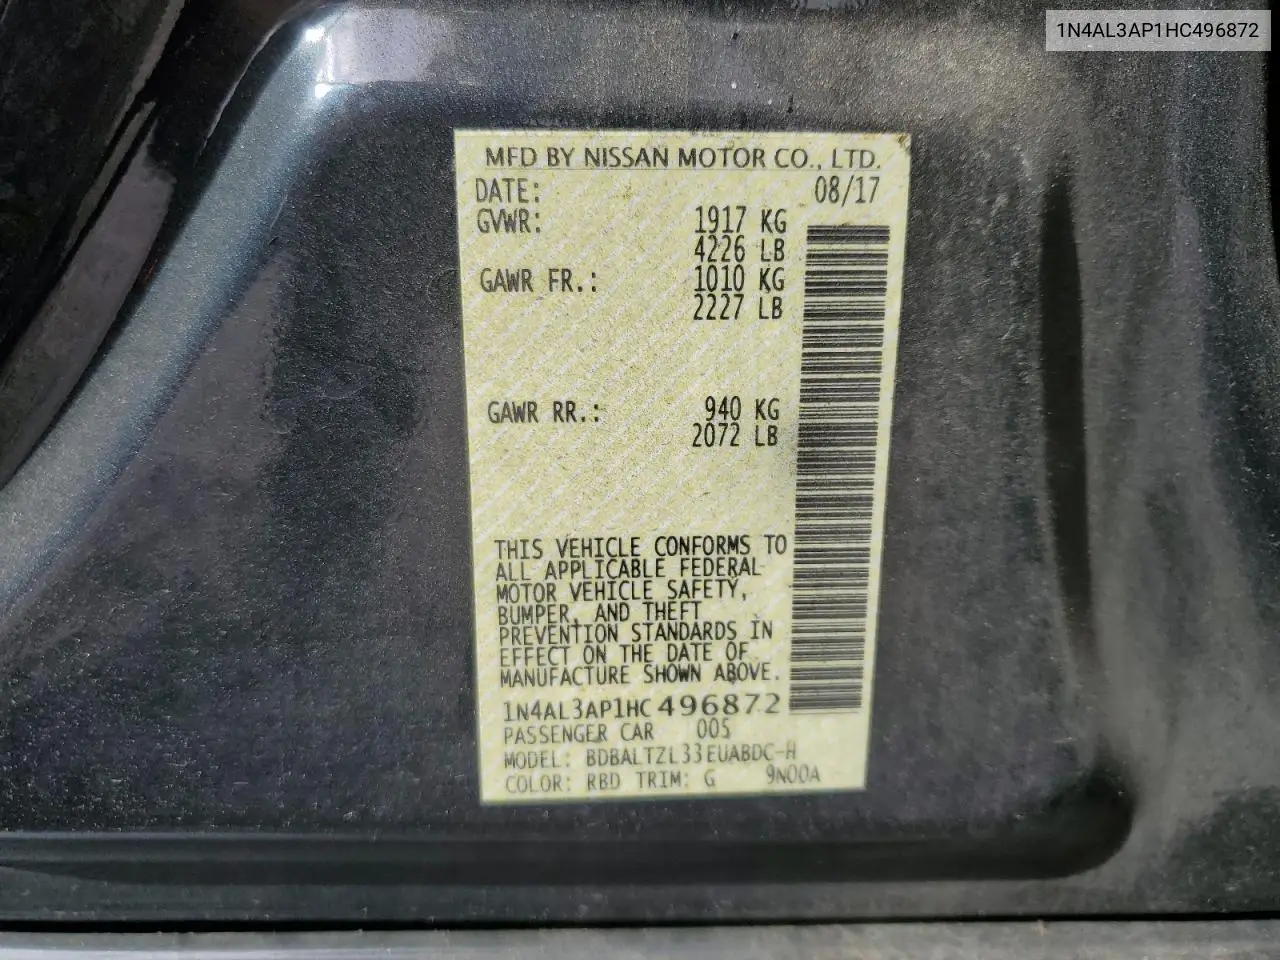 1N4AL3AP1HC496872
MFD BY NISSAN MOTOR CO., LTD.
DATE: 08/17
GVWR: 1917 KG
4226 LB
GAWR FR.: 1010 KG
2227 LB
GAWR RR.: 940 KG
2072 LB
THIS VEHICLE CONFORMS TO
ALL APPLICABLE FEDERAL
MOTOR VEHICLE SAFETY,
BUMPER, AND THEFT
PREVENTION STANDARDS IN
EFFECT ON THE DATE OF
MANUFACTURE SHOWN ABOVE.
1N4AL3AP1HC496872
PASSENGER CAR 005
MODEL: BDBALTZL33EUABDC-H
COLOR: RBD TRIM: G 9N00A